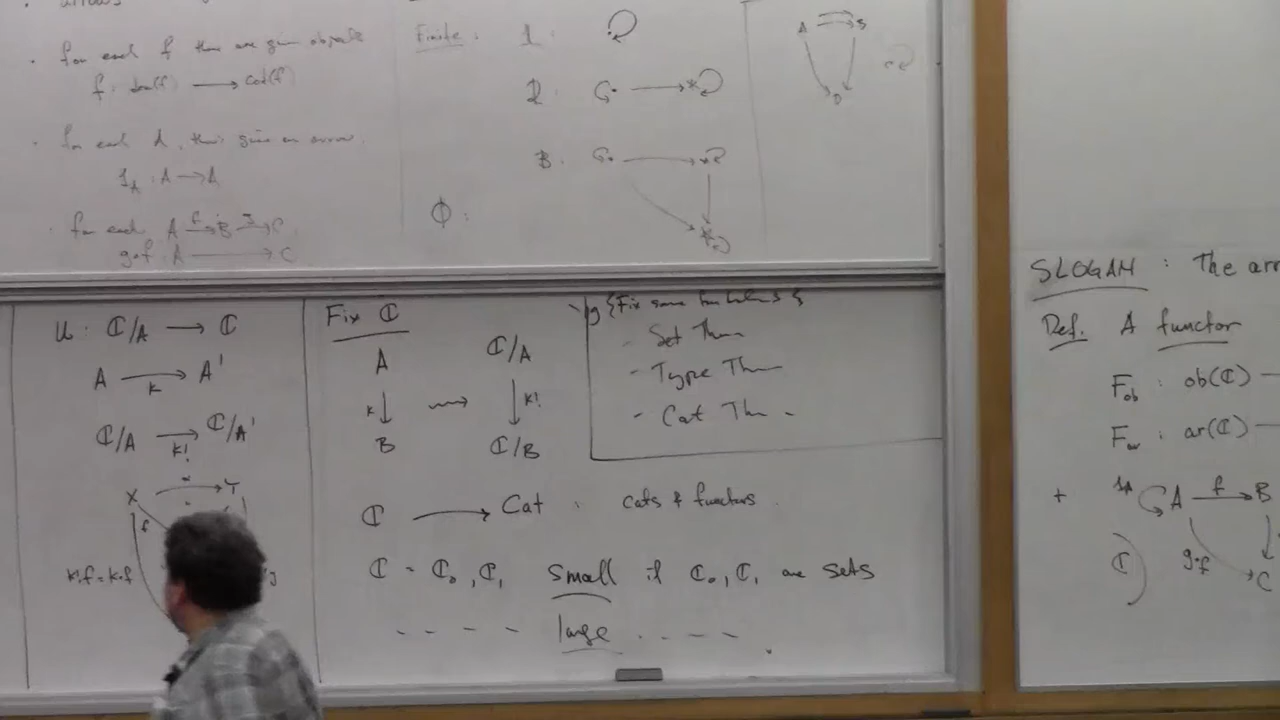 arrows
· for each f there are given objects
f : dom(f) ⟶ cod(f)
· for each A, there's given an arrow
1_A : A → A
· for each A —f→ B —g→ C
g∘f : A ⟶ C
Finite :
1 :
2 :
3 :
∅ :
A
B
D
U : ℂ/A ⟶ ℂ
A —k→ A'
ℂ/A —k!→ ℂ/A'
X
f
k!f = k∘f
g
Fix ℂ
A ℂ/A
k↓ ⇝ ↓k!
B ℂ/B
{Fix some
- Set Th
- Type Th
- Cat Th
ℂ ⟶ Cat : cats & functors
ℂ = ℂ₀, ℂ₁ small if ℂ₀, ℂ₁ are sets
- - - - large - - - -
SLOGAN : The arr
Def. A functor
F_ob : ob(ℂ) —
F_ar : ar(ℂ) —
+ 1_A A —f→ B
ℂ g∘f C